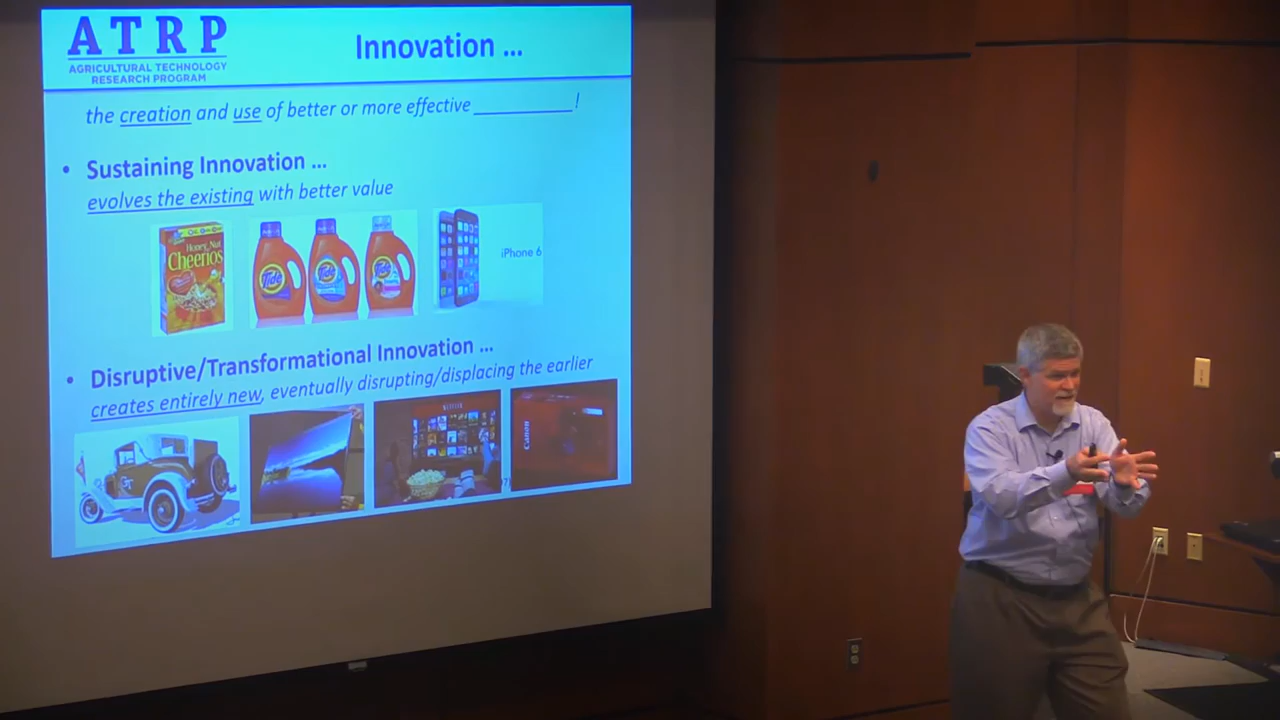 ATRP
AGRICULTURAL TECHNOLOGY
RESEARCH PROGRAM
Innovation ...
the creation and use of better or more effective __________!
• Sustaining Innovation ...
evolves the existing with better value
Honey Nut
Cheerios
Tide
Tide
Tide
iPhone 6
• Disruptive/Transformational Innovation ...
creates entirely new, eventually disrupting/displacing the earlier
GT
NETFLIX
Canon